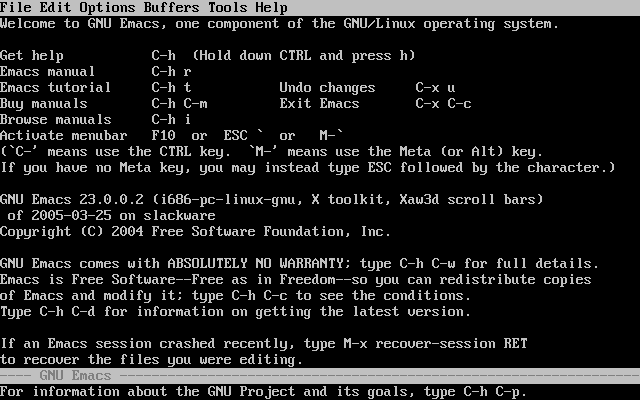 File Edit Options Buffers Tools Help
Welcome to GNU Emacs, one component of the GNU/Linux operating system.
Get help           C-h  (Hold down CTRL and press h)
Emacs manual       C-h r
Emacs tutorial     C-h t           Undo changes     C-x u
Buy manuals        C-h C-m         Exit Emacs       C-x C-c
Browse manuals     C-h i
Activate menubar   F10  or  ESC `  or   M-`
(`C-' means use the CTRL key.  `M-' means use the Meta (or Alt) key.
If you have no Meta key, you may instead type ESC followed by the character.)
GNU Emacs 23.0.0.2 (i686-pc-linux-gnu, X toolkit, Xaw3d scroll bars)
 of 2005-03-25 on slackware
Copyright (C) 2004 Free Software Foundation, Inc.
GNU Emacs comes with ABSOLUTELY NO WARRANTY; type C-h C-w for full details.
Emacs is Free Software--Free as in Freedom--so you can redistribute copies
of Emacs and modify it; type C-h C-c to see the conditions.
Type C-h C-d for information on getting the latest version.
If an Emacs session crashed recently, type M-x recover-session RET
to recover the files you were editing.
---- GNU Emacs ----------------------------------------------------------------
For information about the GNU Project and its goals, type C-h C-p.